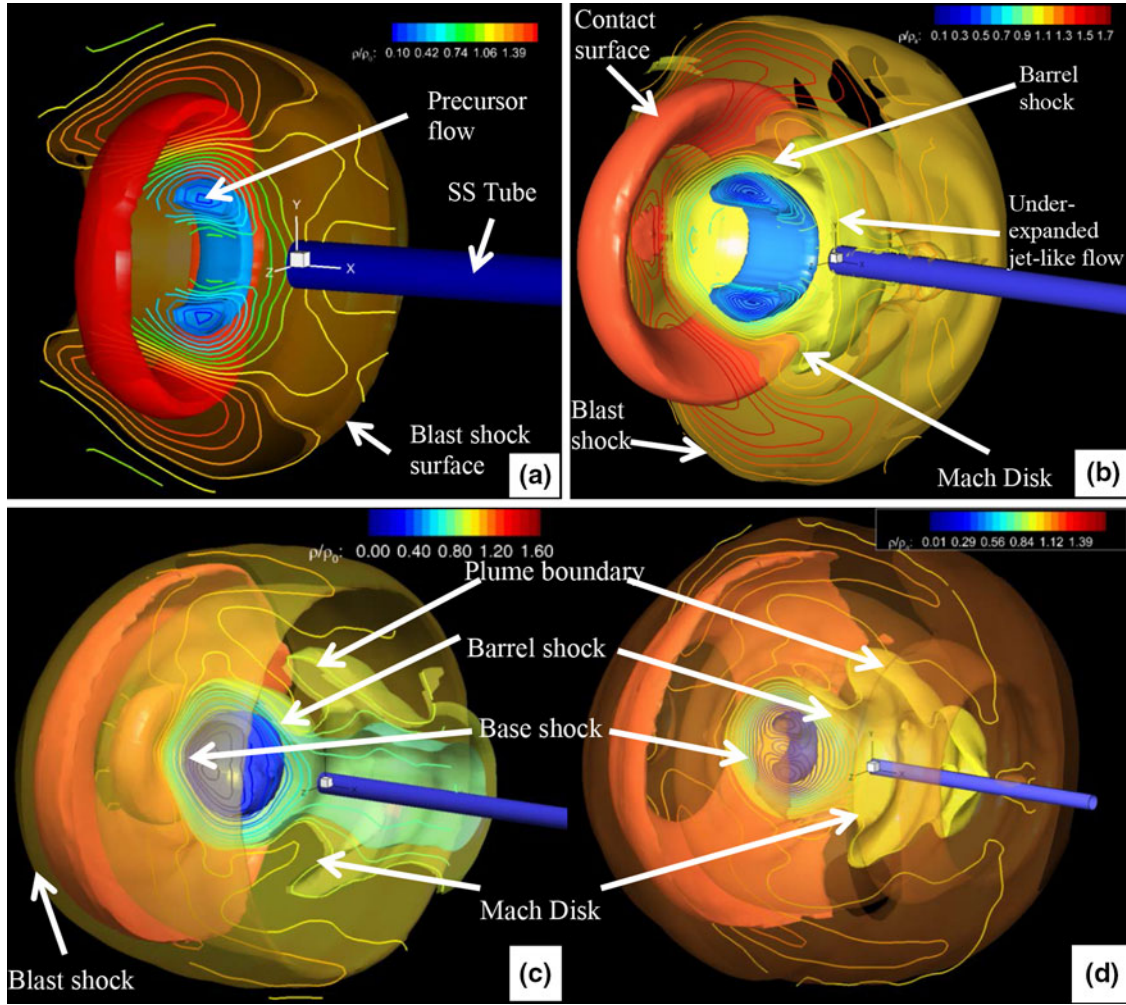 ρ/ρ₀:
0.10 0.42 0.74 1.06 1.39
Precursor
flow
SS Tube
Y
Z
X
Blast shock
surface
(a)
Contact
surface
0.1 0.3 0.5 0.7 0.9 1.1 1.3 1.5 1.7
Barrel
shock
Under-
expanded
jet-like flow
Blast
shock
Mach Disk
(b)
ρ/ρ₀:
0.00 0.40 0.80 1.20 1.60
0.01 0.29 0.56 0.84 1.12 1.39
Plume boundary
Barrel shock
Base shock
Mach Disk
Blast shock
(c)
(d)